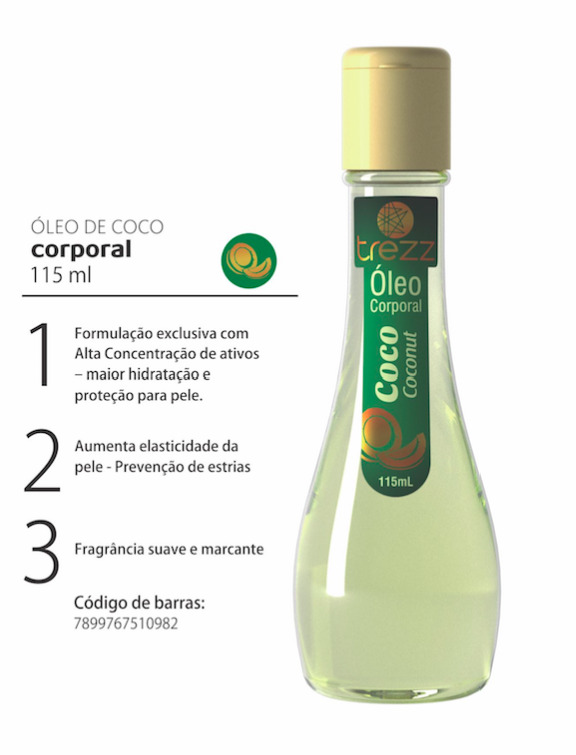 ÓLEO DE COCO
corporal
115 ml
1
Formulação exclusiva com
Alta Concentração de ativos
– maior hidratação e
proteção para pele.
2
Aumenta elasticidade da
pele - Prevenção de estrias
3
Fragrância suave e marcante
Código de barras:
7899767510982
trezz
Óleo
Corporal
Coco
Coconut
115mL